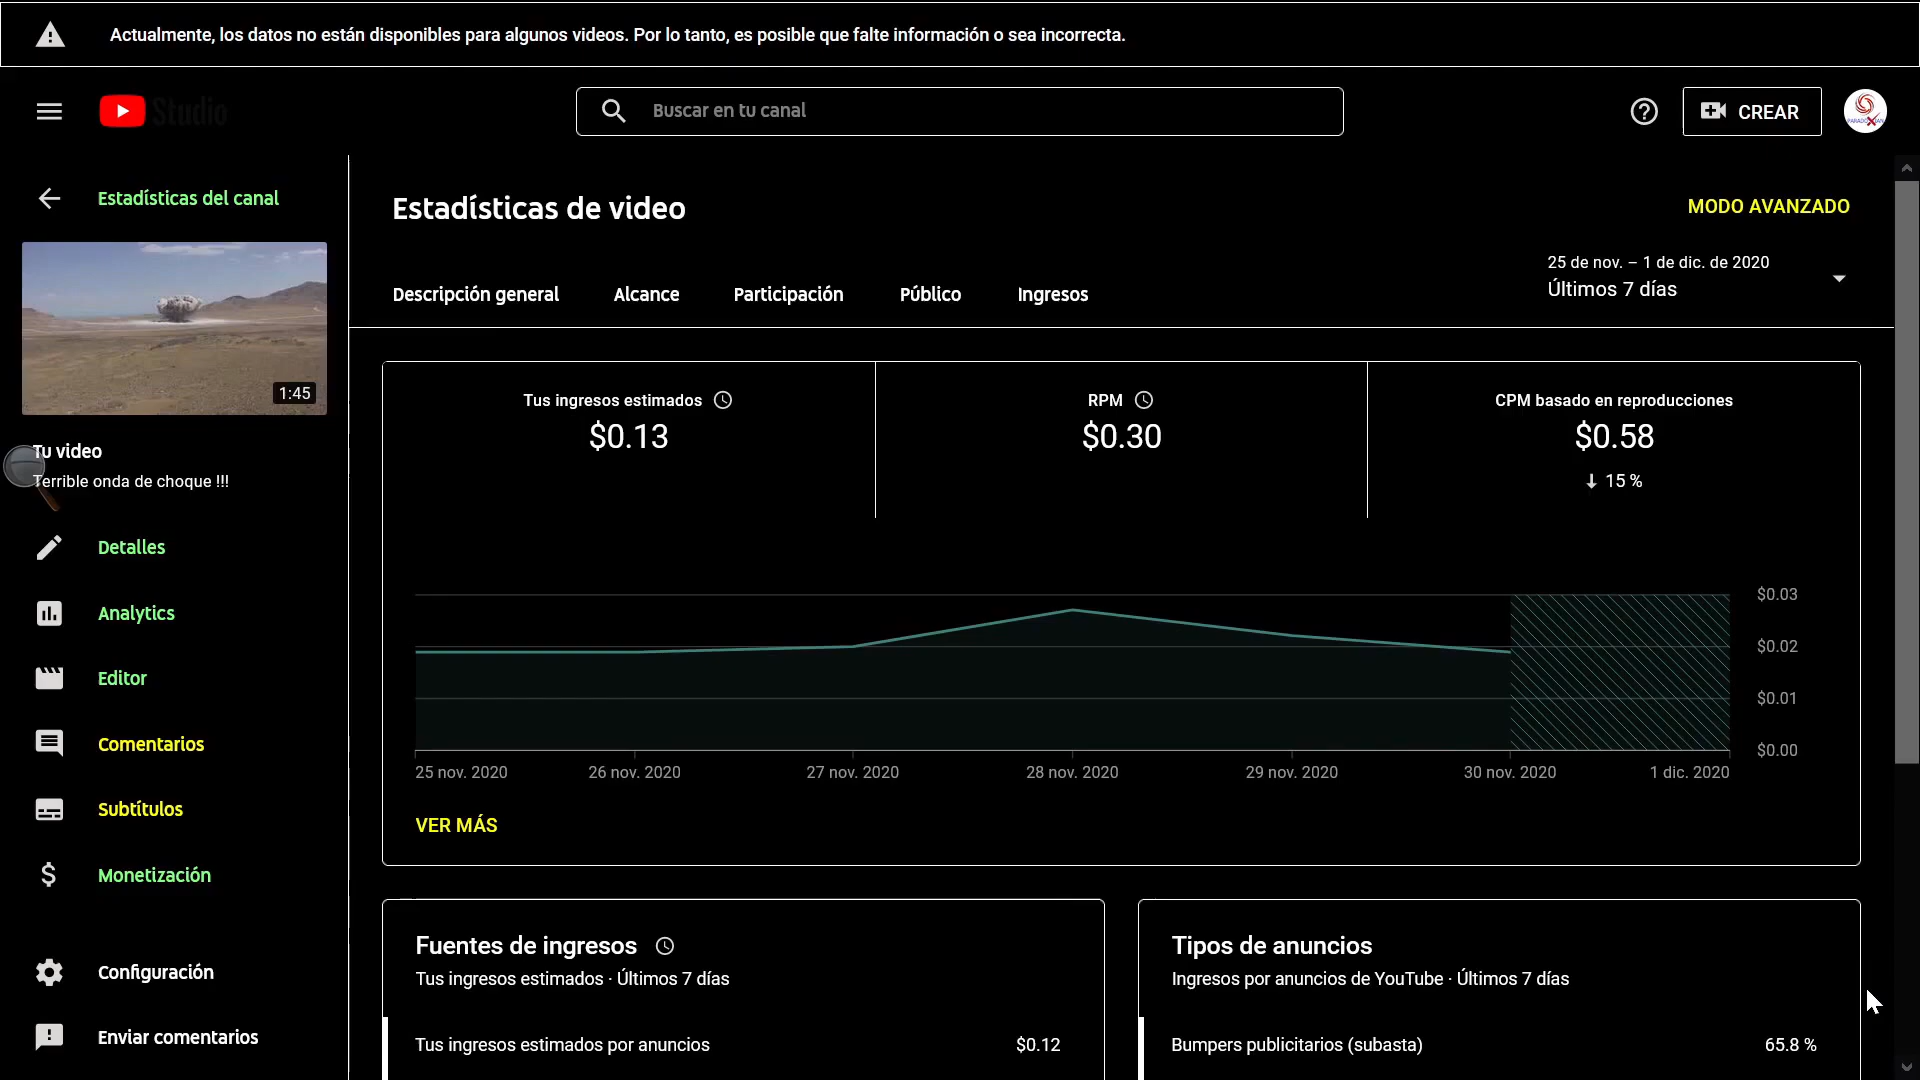 Actualmente, los datos no están disponibles para algunos videos. Por lo tanto, es posible que falte información o sea incorrecta.
Studio
Buscar en tu canal
CREAR
Estadísticas del canal
1:45
Tu video
Terrible onda de choque !!!
Detalles
Analytics
Editor
Comentarios
Subtítulos
Monetización
Configuración
Enviar comentarios
Estadísticas de video
MODO AVANZADO
Descripción general
Alcance
Participación
Público
Ingresos
25 de nov. – 1 de dic. de 2020
Últimos 7 días
Tus ingresos estimados
$0.13
RPM
$0.30
CPM basado en reproducciones
$0.58
↓ 15 %
$0.03
$0.02
$0.01
$0.00
25 nov. 2020
26 nov. 2020
27 nov. 2020
28 nov. 2020
29 nov. 2020
30 nov. 2020
1 dic. 2020
VER MÁS
Fuentes de ingresos
Tus ingresos estimados · Últimos 7 días
Tus ingresos estimados por anuncios $0.12
Tipos de anuncios
Ingresos por anuncios de YouTube · Últimos 7 días
Bumpers publicitarios (subasta) 65.8 %